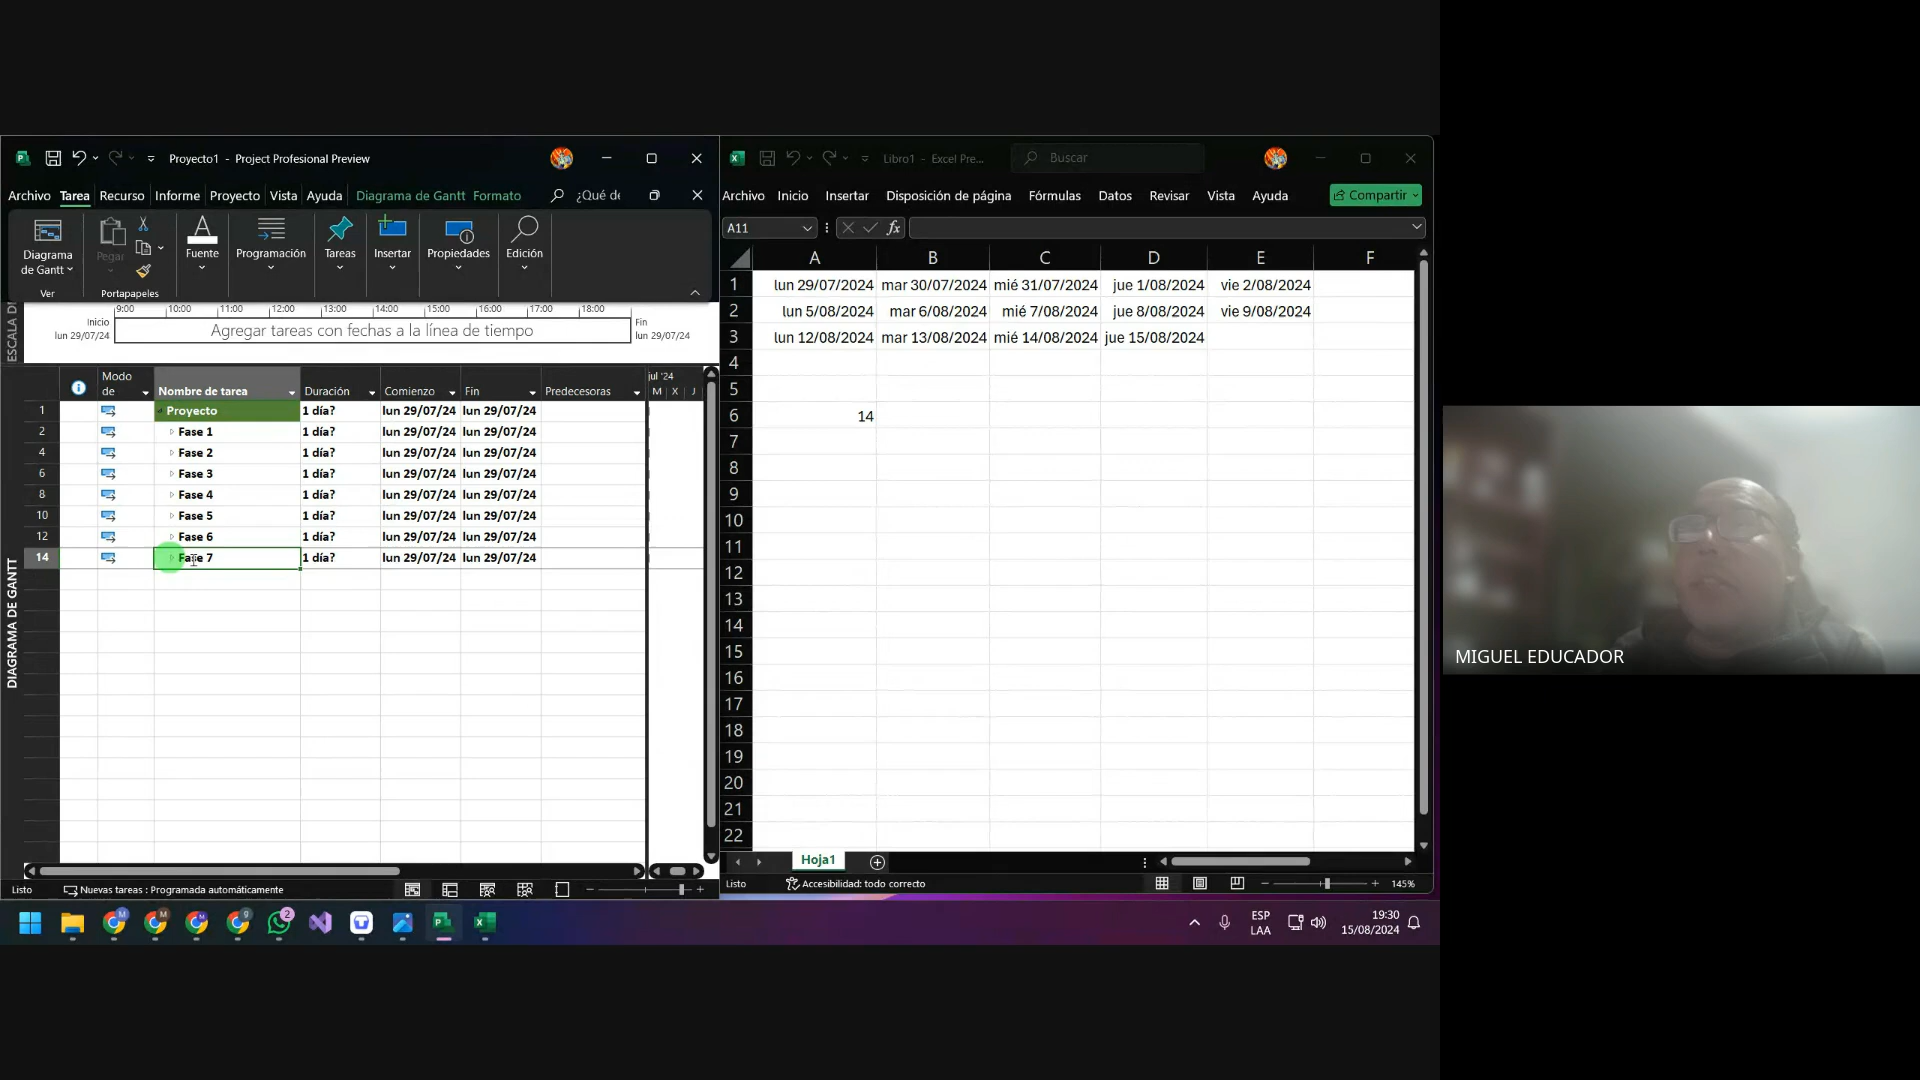 Proyecto1 - Project Profesional Preview
Archivo Tarea Recurso Informe Proyecto Vista Ayuda Diagrama de Gantt Formato ¿Qué de
Diagrama de Gantt
Pegar
Fuente
Programación
Tareas
Insertar
Propiedades
Edición
Ver
Portapapeles
ESCALA DE
9:00 10:00 11:00 12:00 13:00 14:00 15:00 16:00 17:00 18:00
Inicio
lun 29/07/24
Agregar tareas con fechas a la línea de tiempo
Fin
lun 29/07/24
Modo de Nombre de tarea Duración Comienzo Fin Predecesoras
jul '24
M X J
1 Proyecto 1 día? lun 29/07/24 lun 29/07/24
2 Fase 1 1 día? lun 29/07/24 lun 29/07/24
4 Fase 2 1 día? lun 29/07/24 lun 29/07/24
6 Fase 3 1 día? lun 29/07/24 lun 29/07/24
8 Fase 4 1 día? lun 29/07/24 lun 29/07/24
10 Fase 5 1 día? lun 29/07/24 lun 29/07/24
12 Fase 6 1 día? lun 29/07/24 lun 29/07/24
14 Fase 7 1 día? lun 29/07/24 lun 29/07/24
DIAGRAMA DE GANTT
Listo Nuevas tareas : Programada automáticamente
Libro1 - Excel Pre...
Buscar
Archivo Inicio Insertar Disposición de página Fórmulas Datos Revisar Vista Ayuda Compartir
A11 fx
A B C D E F
1 lun 29/07/2024 mar 30/07/2024 mié 31/07/2024 jue 1/08/2024 vie 2/08/2024
2 lun 5/08/2024 mar 6/08/2024 mié 7/08/2024 jue 8/08/2024 vie 9/08/2024
3 lun 12/08/2024 mar 13/08/2024 mié 14/08/2024 jue 15/08/2024
4
5
6 14
7
8
9
10
11
12
13
14
15
16
17
18
19
20
21
22
Hoja1
Listo Accesibilidad: todo correcto 145%
ESP
LAA
19:30
15/08/2024
MIGUEL EDUCADOR